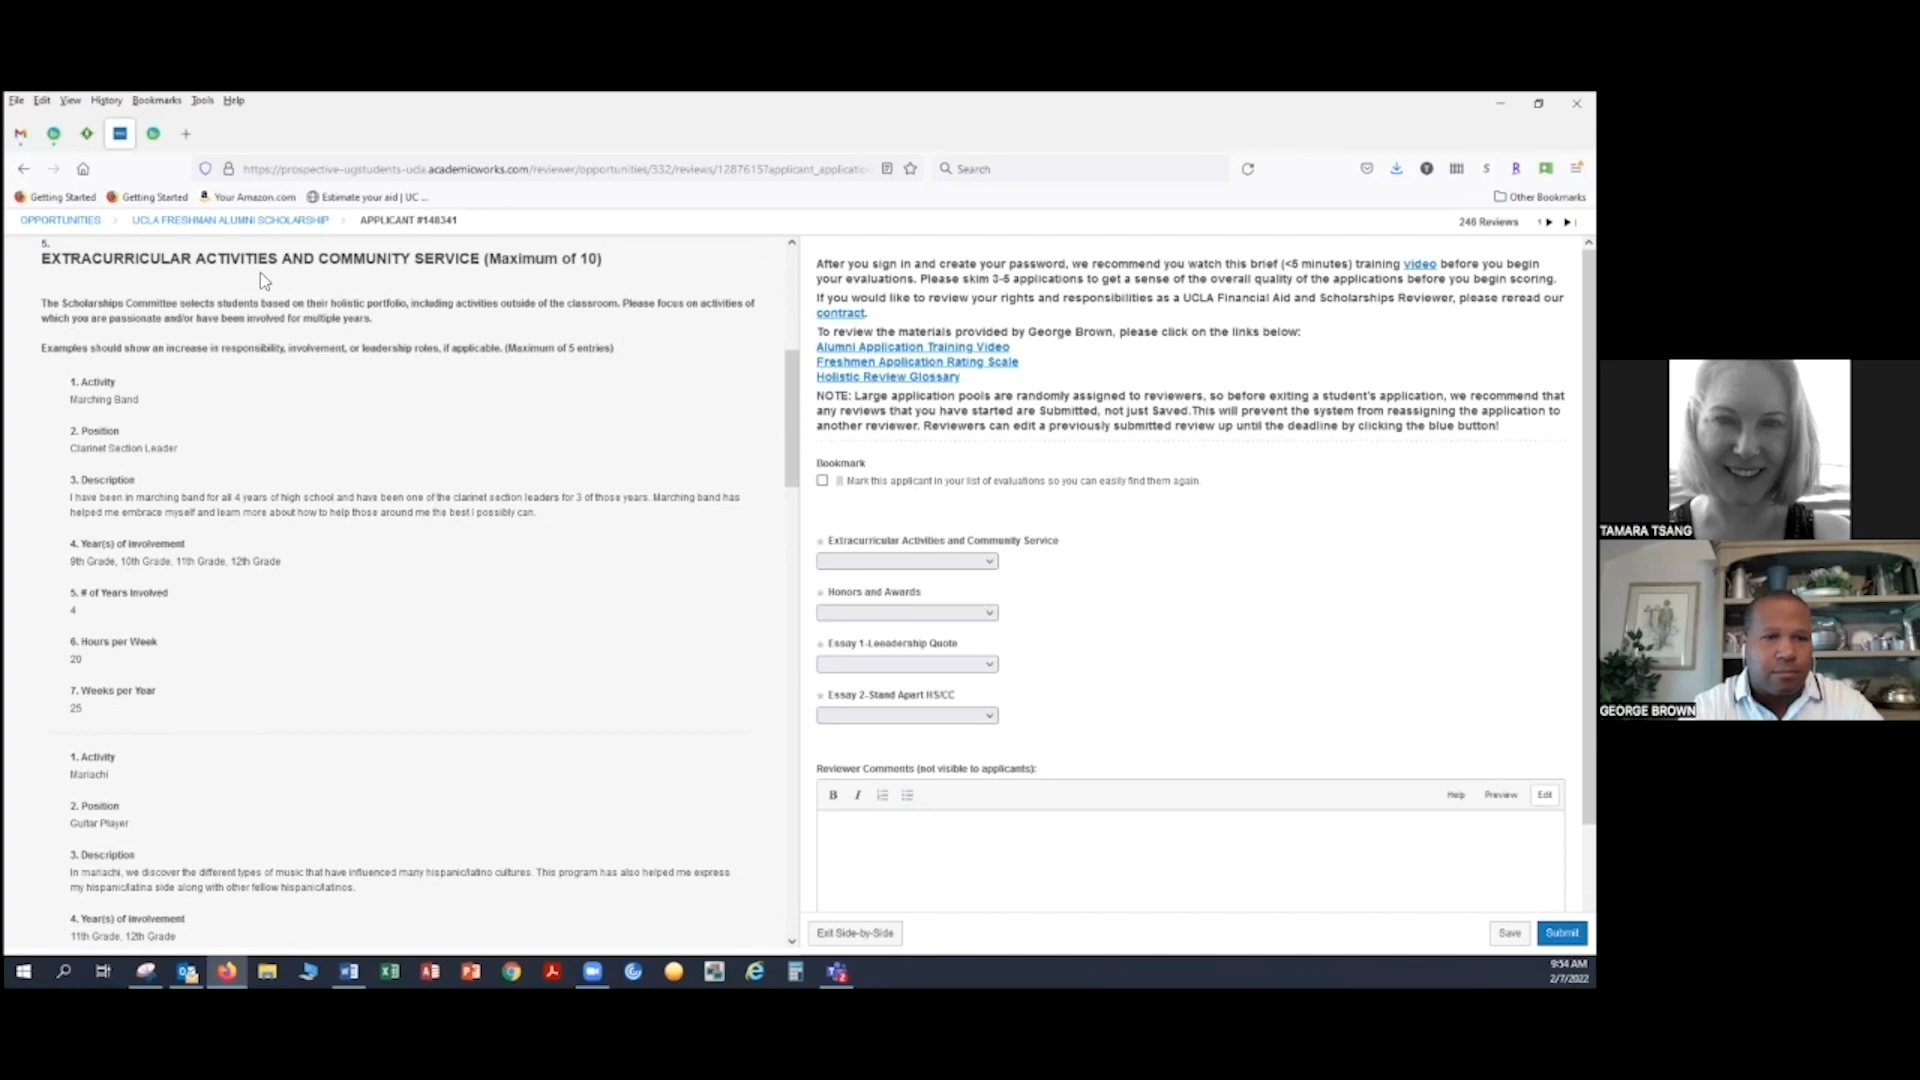 File Edit View History Bookmarks Tools Help
https://prospective-ugstudents-ucla.academicworks.com/reviewer/opportunities/332/reviews/1287615?applicant_applicatio
Search
Getting Started Getting Started Your Amazon.com Estimate your aid | UC ... Other Bookmarks
OPPORTUNITIES UCLA FRESHMAN ALUMNI SCHOLARSHIP APPLICANT #148341
246 Reviews
5.
EXTRACURRICULAR ACTIVITIES AND COMMUNITY SERVICE (Maximum of 10)
The Scholarships Committee selects students based on their holistic portfolio, including activities outside of the classroom. Please focus on activities of
which you are passionate and/or have been involved for multiple years.
Examples should show an increase in responsibility, involvement, or leadership roles, if applicable. (Maximum of 5 entries)
1. Activity
Marching Band
2. Position
Clarinet Section Leader
3. Description
I have been in marching band for all 4 years of high school and have been one of the clarinet section leaders for 3 of those years. Marching band has
helped me embrace myself and learn more about how to help those around me the best I possibly can.
4. Year(s) of involvement
9th Grade, 10th Grade, 11th Grade, 12th Grade
5. # of Years Involved
4
6. Hours per Week
20
7. Weeks per Year
25
1. Activity
Mariachi
2. Position
Guitar Player
3. Description
In mariachi, we discover the different types of music that have influenced many hispanic/latino cultures. This program has also helped me express
my hispanic/latina side along with other fellow hispanic/latinos.
4. Year(s) of involvement
11th Grade, 12th Grade
After you sign in and create your password, we recommend you watch this brief (<5 minutes) training video before you begin
your evaluations. Please skim 3-5 applications to get a sense of the overall quality of the applications before you begin scoring.
If you would like to review your rights and responsibilities as a UCLA Financial Aid and Scholarships Reviewer, please reread our
contract.
To review the materials provided by George Brown, please click on the links below:
Alumni Application Training Video
Freshmen Application Rating Scale
Holistic Review Glossary
NOTE: Large application pools are randomly assigned to reviewers, so before exiting a student's application, we recommend that
any reviews that you have started are Submitted, not just Saved.This will prevent the system from reassigning the application to
another reviewer. Reviewers can edit a previously submitted review up until the deadline by clicking the blue button!
Bookmark
Mark this applicant in your list of evaluations so you can easily find them again.
Extracurricular Activities and Community Service
Honors and Awards
Essay 1-Leeadership Quote
Essay 2-Stand Apart HS/CC
Reviewer Comments (not visible to applicants):
B I Help Preview Edit
Exit Side-by-Side Save Submit
9:54 AM
2/7/2022
TAMARA TSANG
GEORGE BROWN